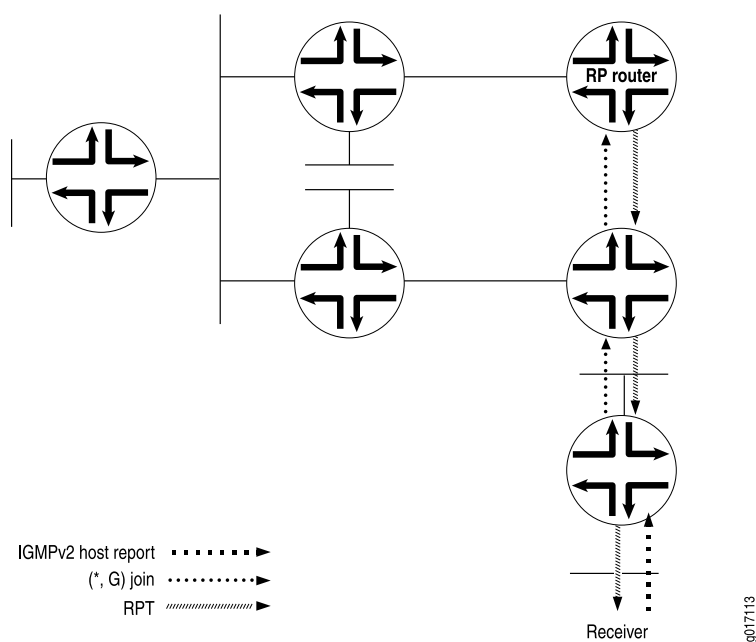 RP router
IGMPv2 host report
(*, G) join
RPT
Receiver
g017113